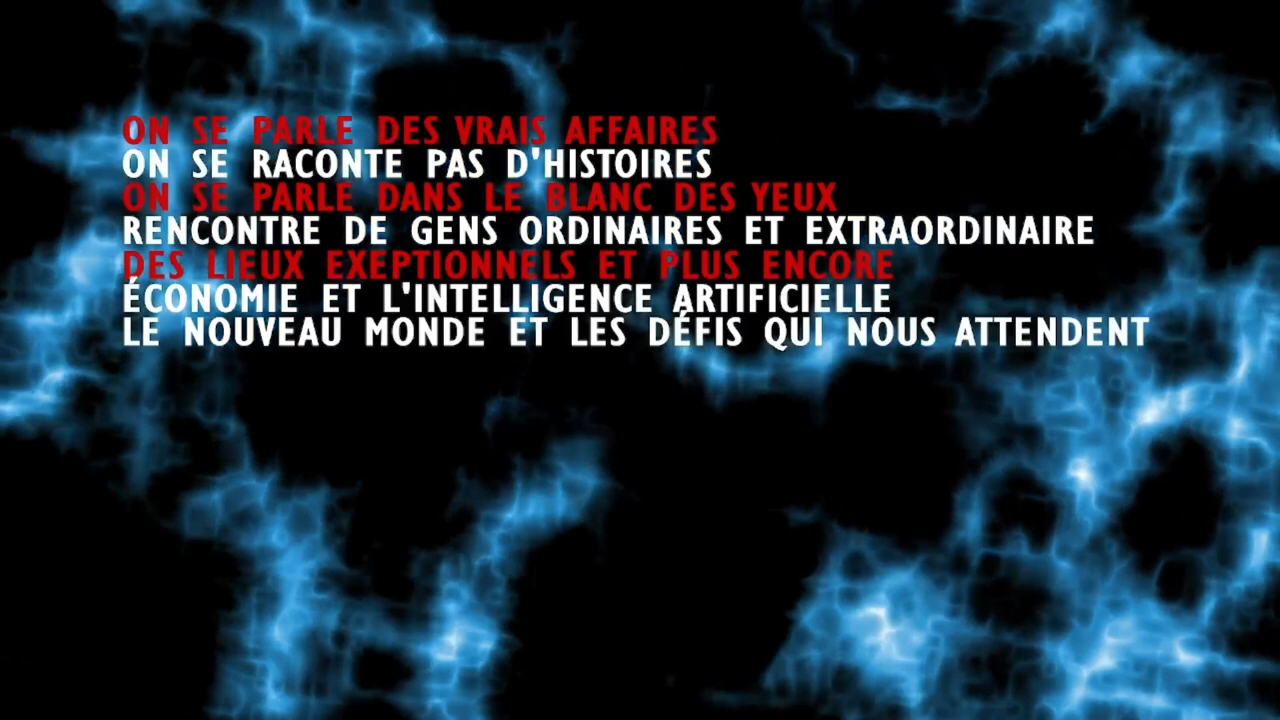 ON SE PARLE DES VRAIS AFFAIRES
ON SE RACONTE PAS D'HISTOIRES
ON SE PARLE DANS LE BLANC DES YEUX
RENCONTRE DE GENS ORDINAIRES ET EXTRAORDINAIRE
DES LIEUX EXEPTIONNELS ET PLUS ENCORE
ÉCONOMIE ET L'INTELLIGENCE ARTIFICIELLE
LE NOUVEAU MONDE ET LES DÉFIS QUI NOUS ATTENDENT